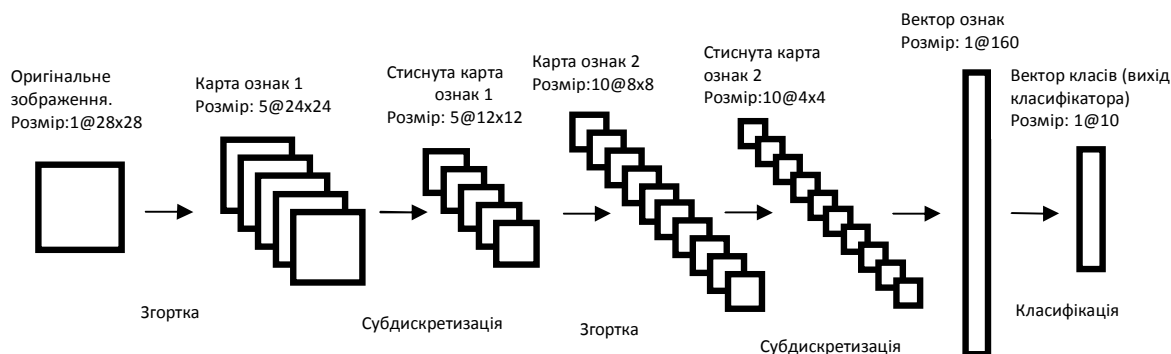 Оригінальне
зображення.
Розмір:1@28x28
Карта ознак 1
Розмір: 5@24x24
Стиснута карта
ознак 1
Розмір: 5@12x12
Карта ознак 2
Розмір:10@8x8
Стиснута карта
ознак 2
Розмір:10@4x4
Вектор ознак
Розмір: 1@160
Вектор класів (вихід
класифікатора)
Розмір: 1@10
Згортка
Субдискретизація
Згортка
Субдискретизація
Класифікація